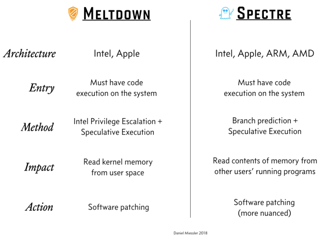 MELTDOWN
SPECTRE
Architecture
Intel, Apple
Intel, Apple, ARM, AMD
Entry
Must have code
execution on the system
Must have code
execution on the system
Method
Intel Privilege Escalation +
Speculative Execution
Branch prediction +
Speculative Execution
Impact
Read kernel memory
from user space
Read contents of memory from
other users' running programs
Action
Software patching
Software patching
(more nuanced)
Daniel Miessler 2018